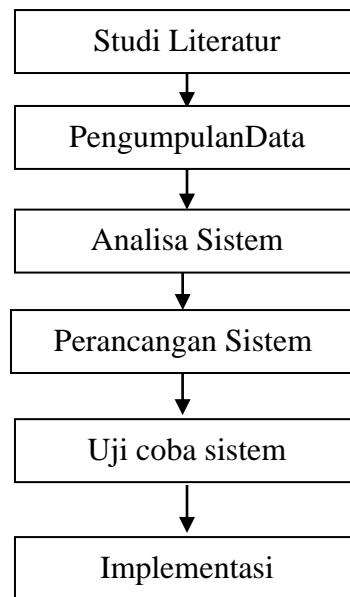 Studi Literatur
PengumpulanData
Analisa Sistem
Perancangan Sistem
Uji coba sistem
Implementasi